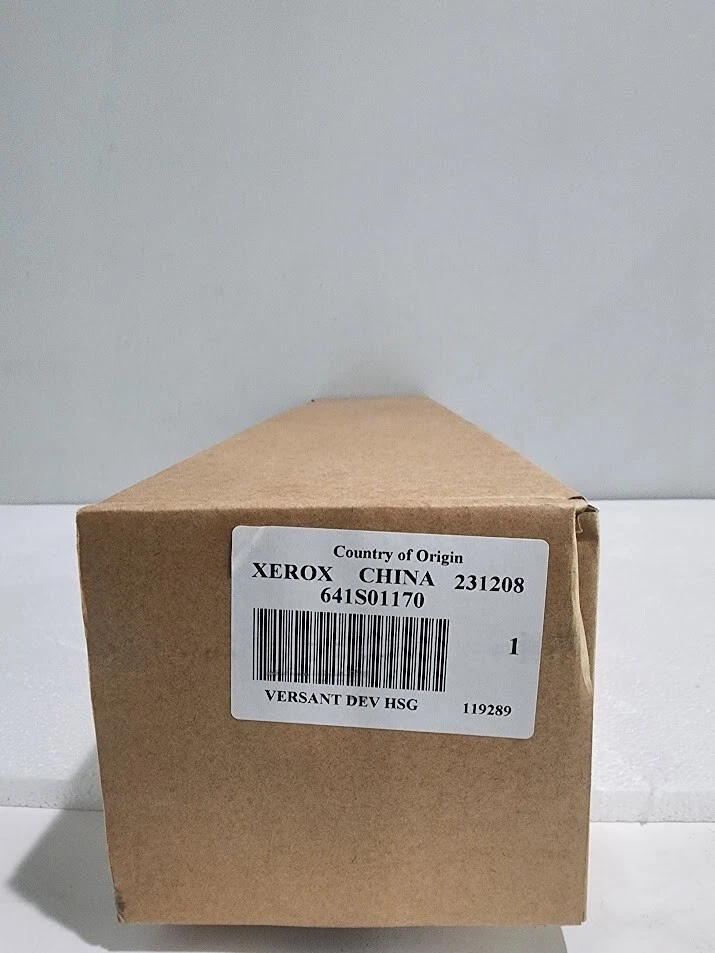 Country of Origin
XEROX CHINA 231208
641S01170
1
VERSANT DEV HSG 119289